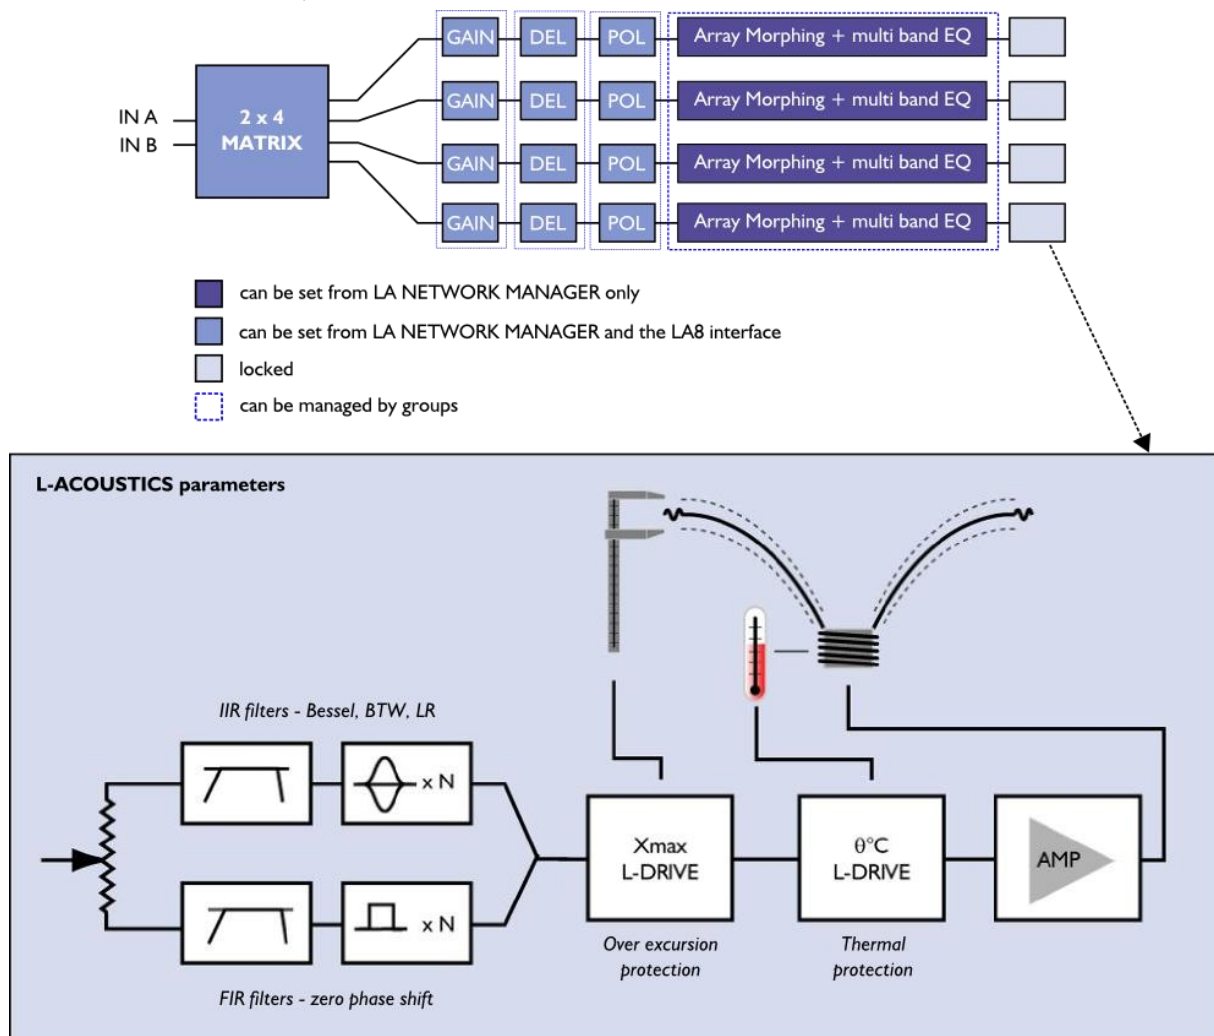 GAIN DEL POL Array Morphing + multi band EQ
GAIN DEL POL Array Morphing + multi band EQ
IN A
IN B
2 x 4
MATRIX
GAIN DEL POL Array Morphing + multi band EQ
GAIN DEL POL Array Morphing + multi band EQ
can be set from LA NETWORK MANAGER only
can be set from LA NETWORK MANAGER and the LA8 interface
locked
can be managed by groups
L-ACOUSTICS parameters
IIR filters - Bessel, BTW, LR
x N
x N
FIR filters - zero phase shift
Xmax
L-DRIVE
Over excursion
protection
θ°C
L-DRIVE
Thermal
protection
AMP